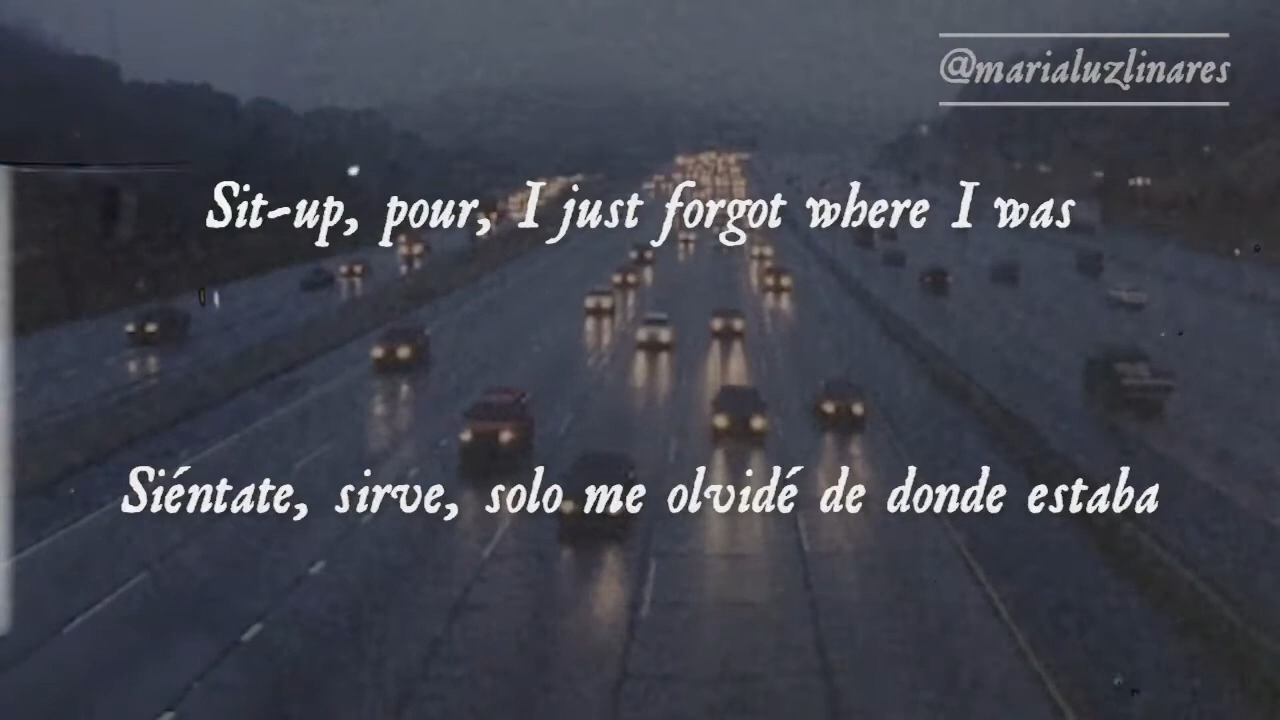 @marialuzlinares
Sit-up, pour, I just forgot where I was
Siéntate, sirve, solo me olvidé de donde estaba